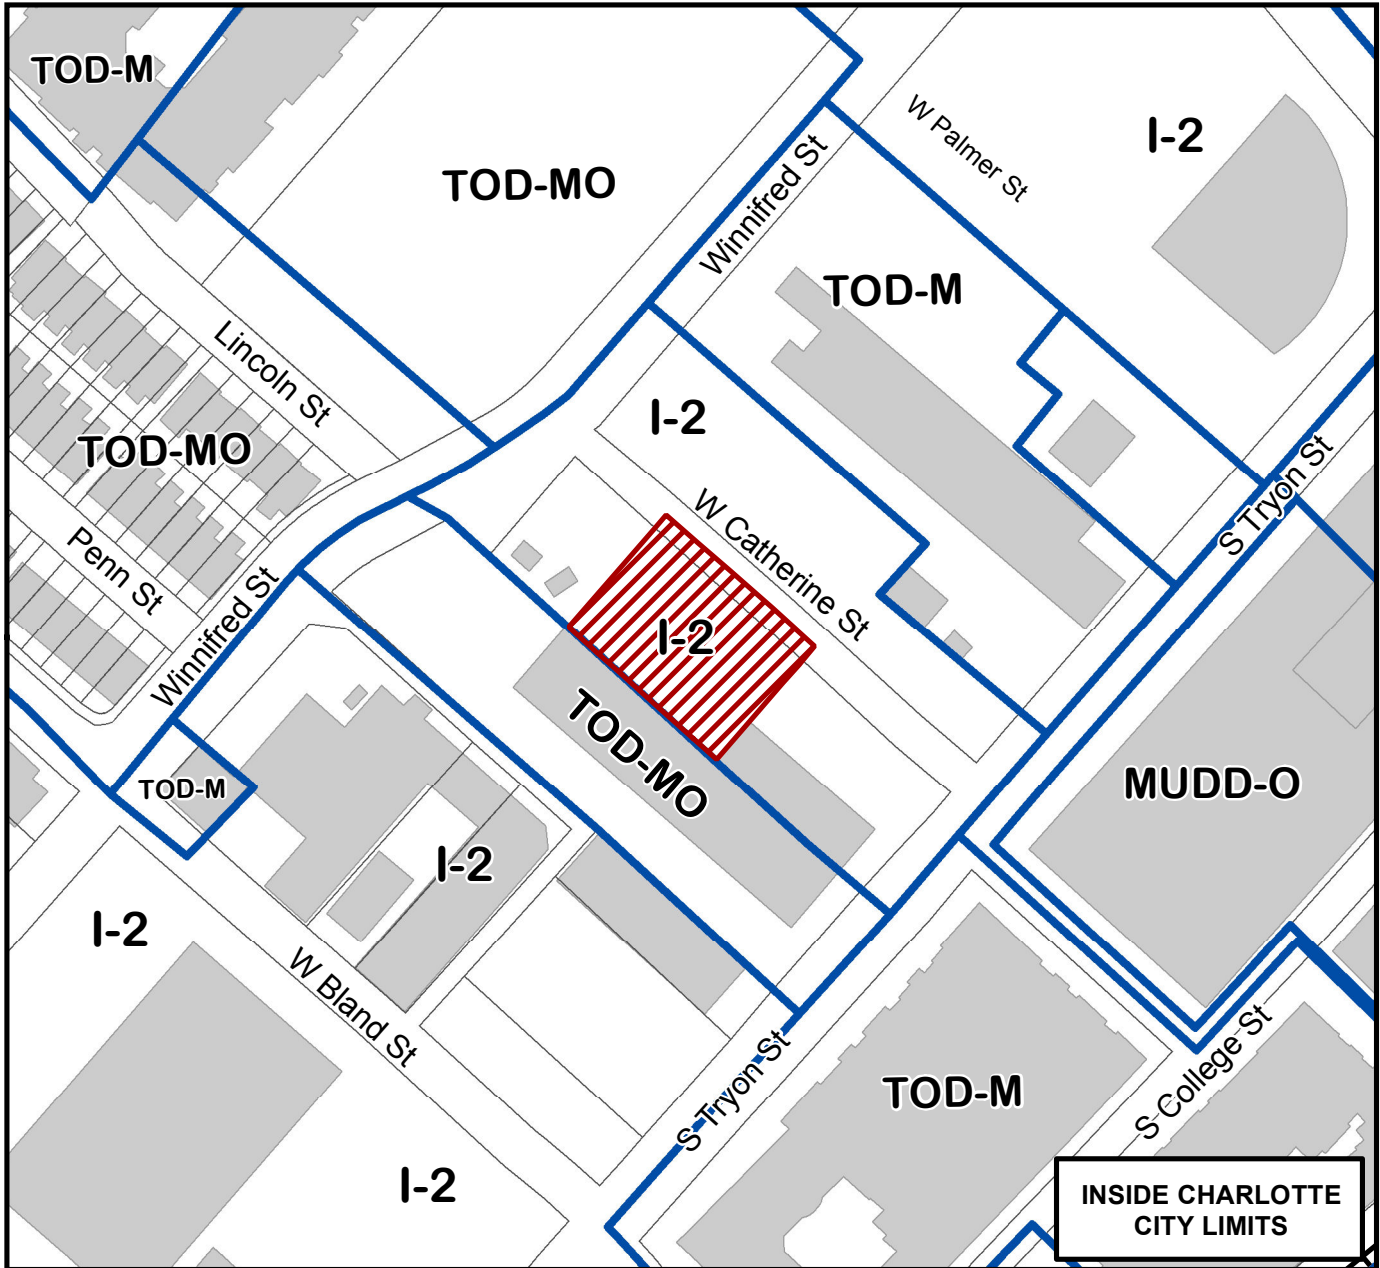 TOD-M
W Palmer St
I-2
TOD-MO
Winnifred St
TOD-M
Lincoln St
I-2
TOD-MO
S Tryon St
W Catherine St
Penn St
I-2
Winnifred St
TOD-MO
TOD-M
MUDD-O
I-2
I-2
W Bland St
S Tryon St
TOD-M
S College St
I-2
INSIDE CHARLOTTE
CITY LIMITS